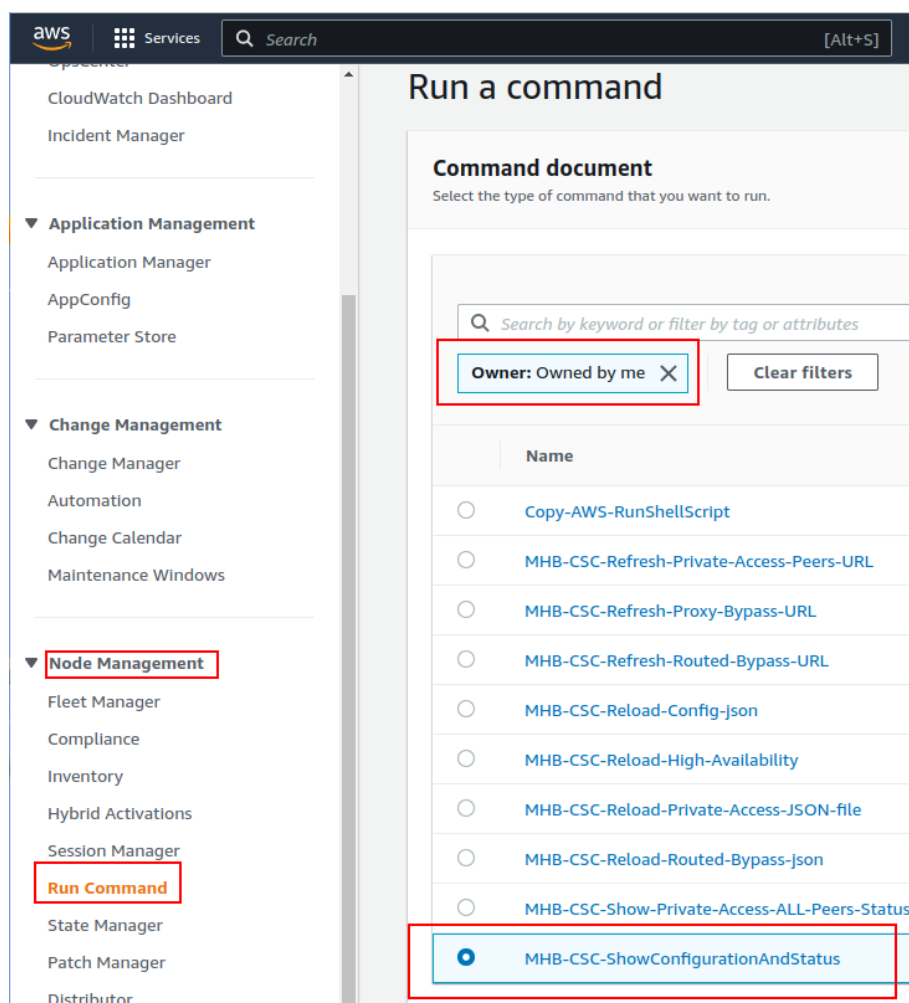 aws
Services
Search
[Alt+S]
OpsCenter
CloudWatch Dashboard
Incident Manager
Application Management
Application Manager
AppConfig
Parameter Store
Change Management
Change Manager
Automation
Change Calendar
Maintenance Windows
Node Management
Fleet Manager
Compliance
Inventory
Hybrid Activations
Session Manager
Run Command
State Manager
Patch Manager
Distributor
Run a command
Command document
Select the type of command that you want to run.
Search by keyword or filter by tag or attributes
Owner: Owned by me
Clear filters
Name
Copy-AWS-RunShellScript
MHB-CSC-Refresh-Private-Access-Peers-URL
MHB-CSC-Refresh-Proxy-Bypass-URL
MHB-CSC-Refresh-Routed-Bypass-URL
MHB-CSC-Reload-Config-json
MHB-CSC-Reload-High-Availability
MHB-CSC-Reload-Private-Access-JSON-file
MHB-CSC-Reload-Routed-Bypass-json
MHB-CSC-Show-Private-Access-ALL-Peers-Status
MHB-CSC-ShowConfigurationAndStatus